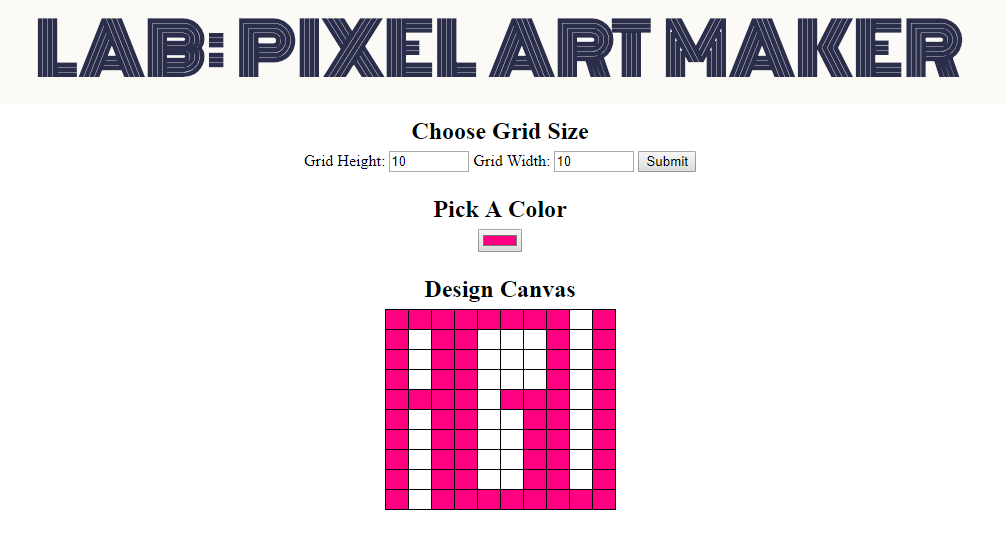 LAB: PIXEL ART MAKER
Choose Grid Size
Grid Height: 10 Grid Width: 10 Submit
Pick A Color
Design Canvas